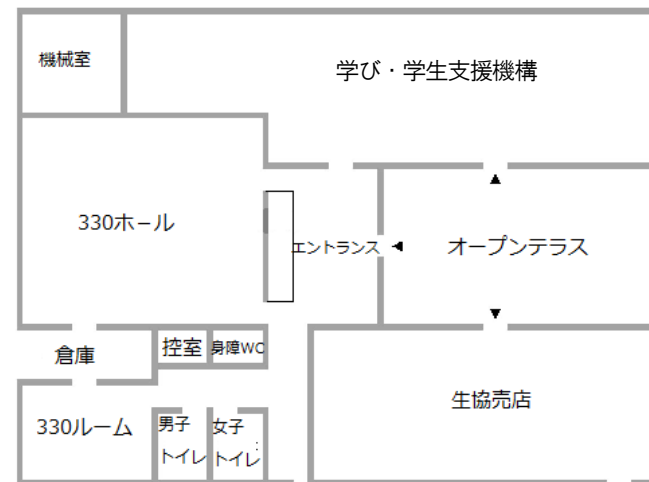 機械室
学び・学生支援機構
330ホール
エントランス
オープンテラス
倉庫
控室
身障WC
生協売店
330ルーム
男子
トイレ
女子
トイレ